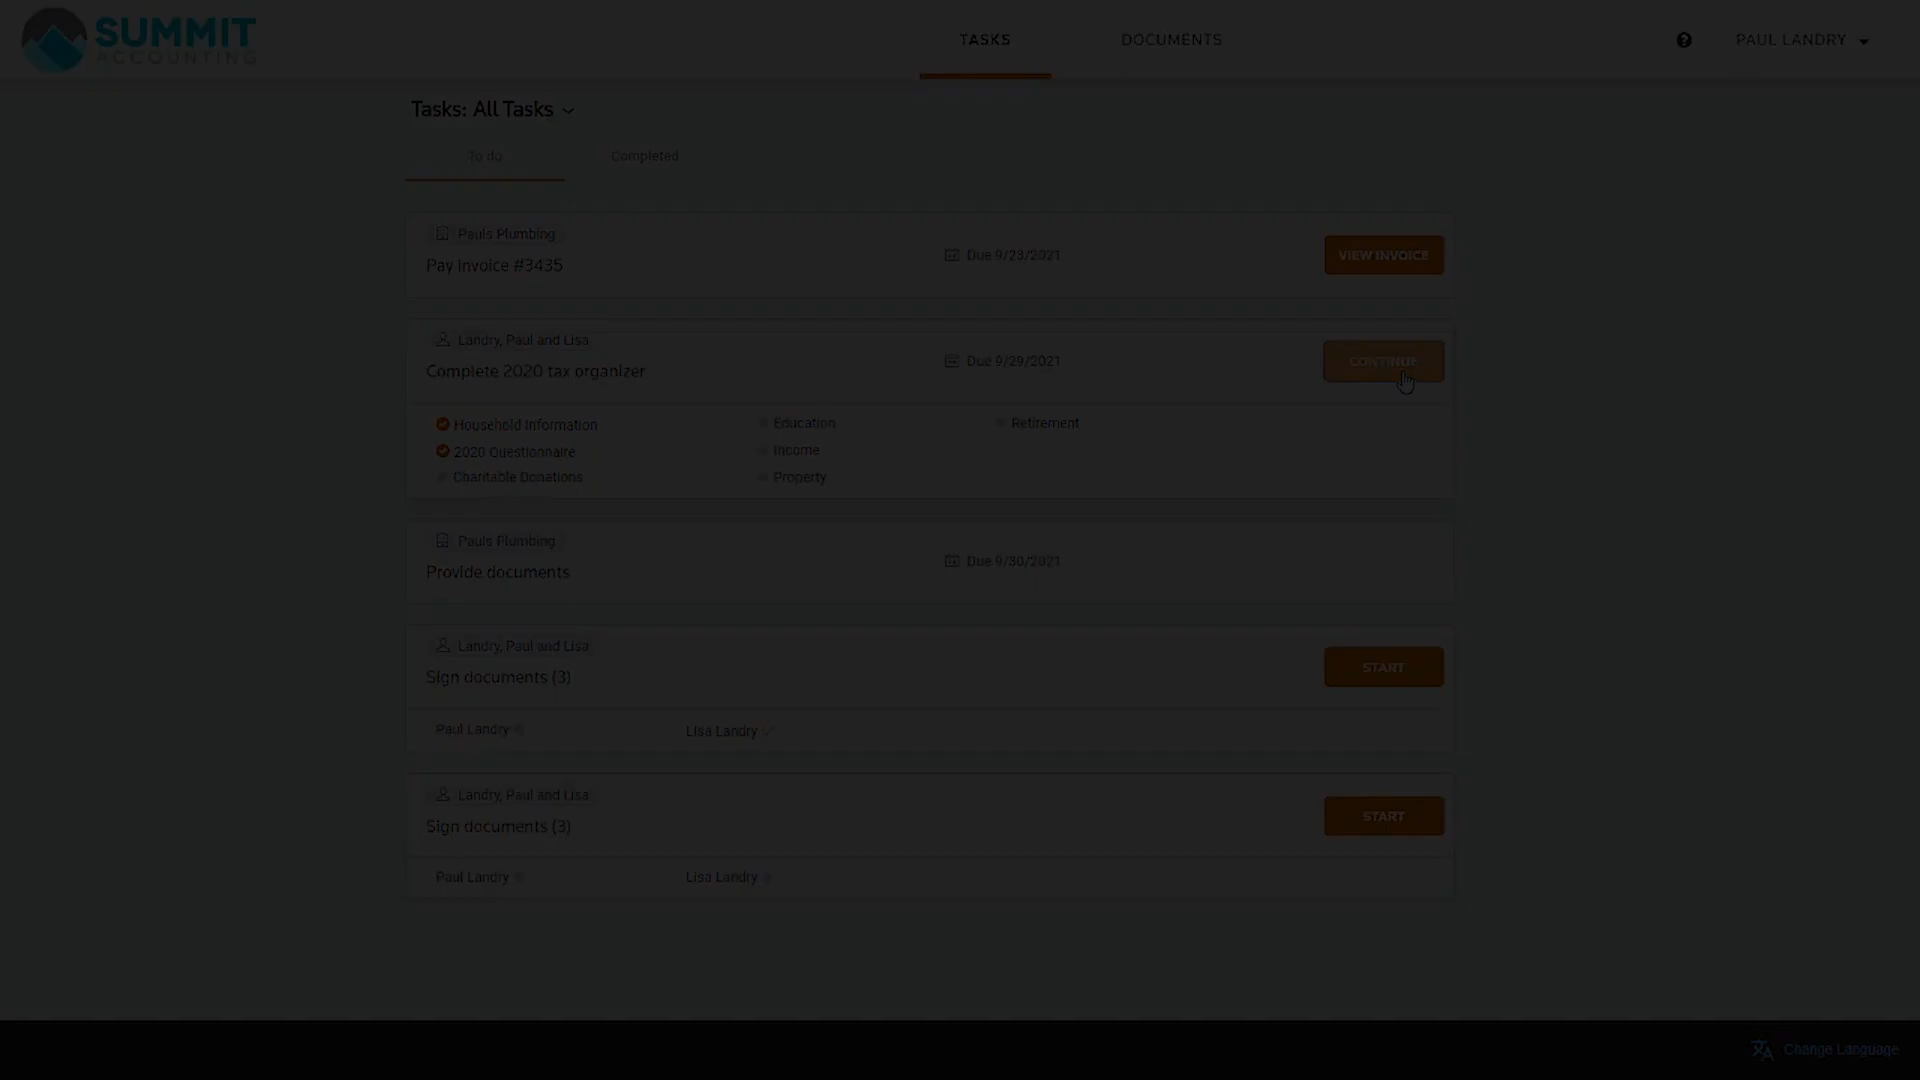 SUMMIT
ACCOUNTING
TASKS
DOCUMENTS
PAUL LANDRY
Tasks: All Tasks
To do
Completed
Pauls Plumbing
Pay invoice #3435
Due 9/23/2021
VIEW INVOICE
Landry, Paul and Lisa
Complete 2020 tax organizer
Due 9/29/2021
CONTINUE
Household Information
Education
Retirement
2020 Questionnaire
Income
Charitable Donations
Property
Pauls Plumbing
Provide documents
Due 9/30/2021
Landry, Paul and Lisa
Sign documents (3)
START
Paul Landry
Lisa Landry
Landry, Paul and Lisa
Sign documents (3)
START
Paul Landry
Lisa Landry
Change Language